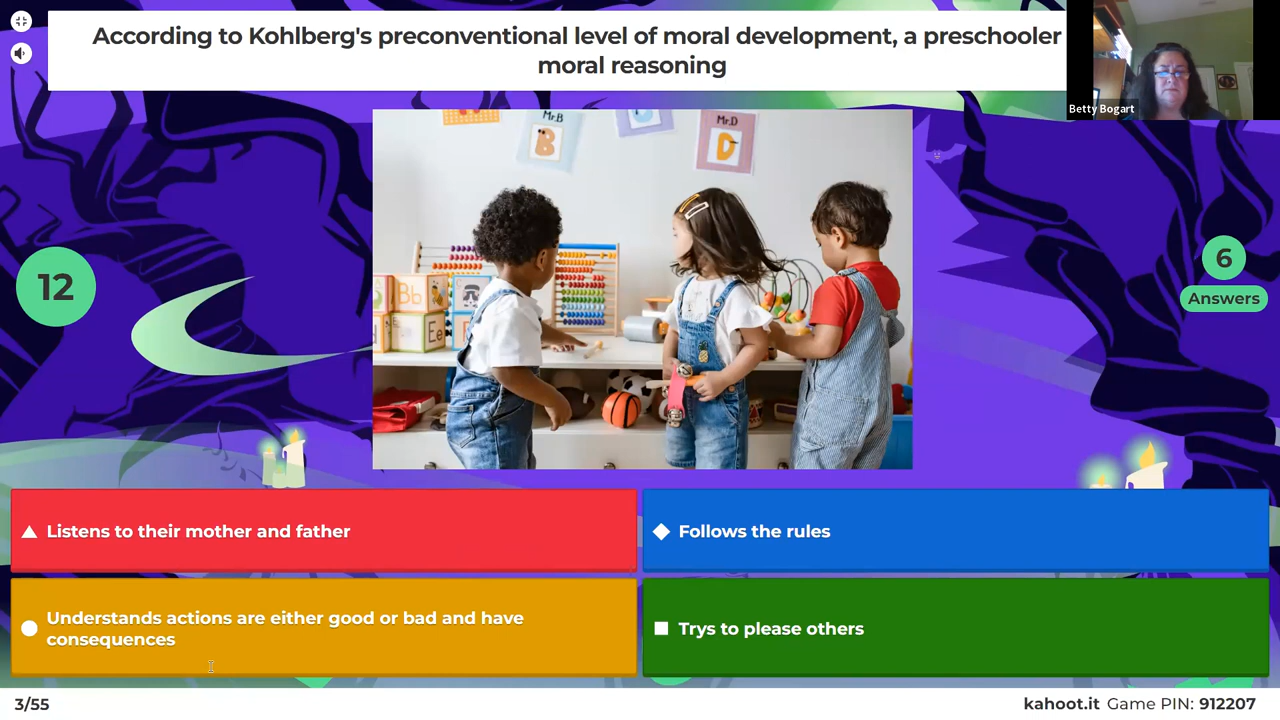 According to Kohlberg's preconventional level of moral development, a preschooler
moral reasoning
Betty Bogart
Mr.B
B
Mr.D
D
12
6
Answers
Bb
Ee
Listens to their mother and father
Follows the rules
Understands actions are either good or bad and have
consequences
Trys to please others
3/55
kahoot.it Game PIN: 912207